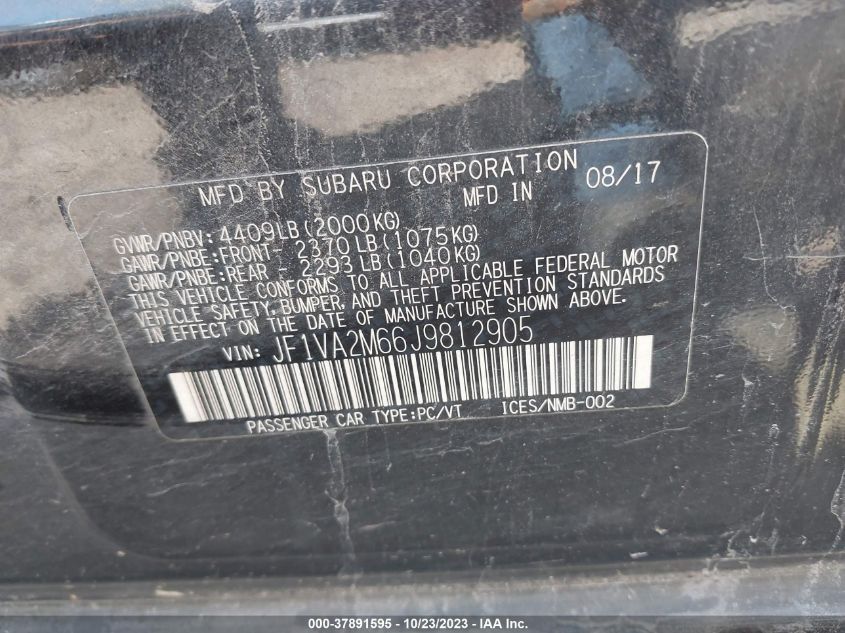 MFD BY SUBARU CORPORATION
MFD IN 08/17
GVWR/PNBV: 4409LB(2000KG)
GAWR/PNBE:FRONT - 2370LB(1075KG)
GAWR/PNBE:REAR - 2293LB(1040KG)
THIS VEHICLE CONFORMS TO ALL APPLICABLE FEDERAL MOTOR
VEHICLE SAFETY, BUMPER, AND THEFT PREVENTION STANDARDS
IN EFFECT ON THE DATE OF MANUFACTURE SHOWN ABOVE.
VIN: JF1VA2M66J9812905
PASSENGER CAR TYPE:PC/VT ICES/NMB-002
000-37891595 - 10/23/2023 - IAA, Inc.